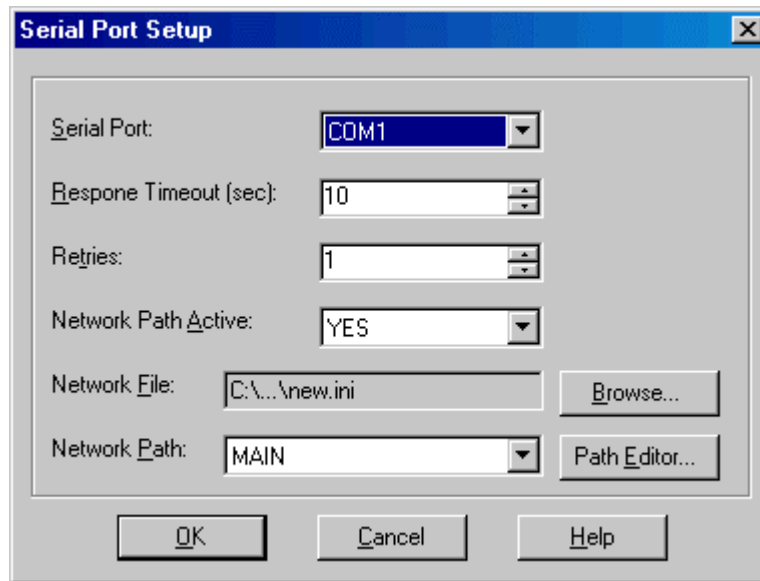 Serial Port Setup
Serial Port: COM1
Respone Timeout (sec): 10
Retries: 1
Network Path Active: YES
Network File: C:\...\new.ini Browse...
Network Path: MAIN Path Editor...
OK Cancel Help